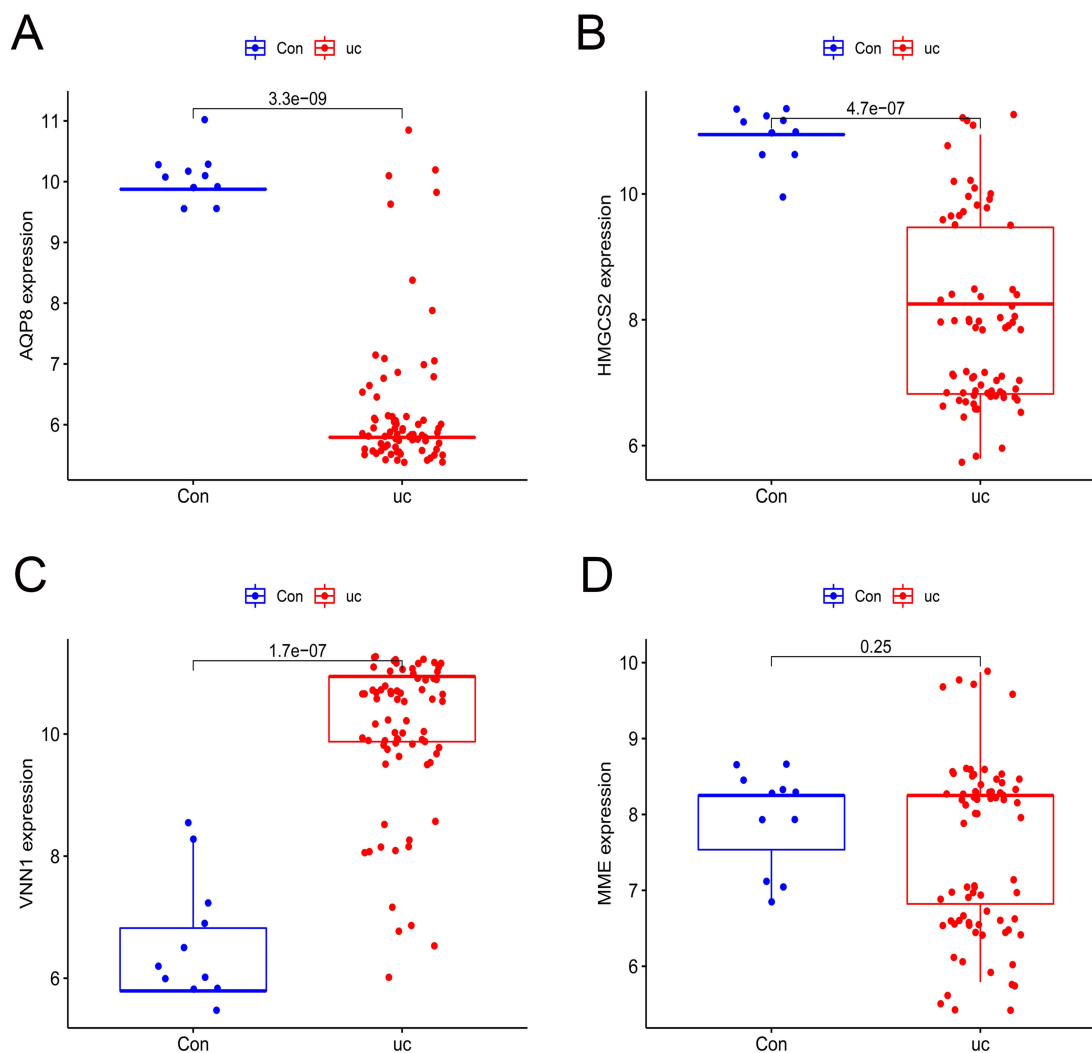 A
Con uc
AQP8 expression
11
10
9
8
7
6
3.3e−09
Con uc
B
Con uc
HMGCS2 expression
10
8
6
4.7e−07
Con uc
C
Con uc
VNN1 expression
10
8
6
1.7e−07
Con uc
D
Con uc
MME expression
10
9
8
7
6
0.25
Con uc